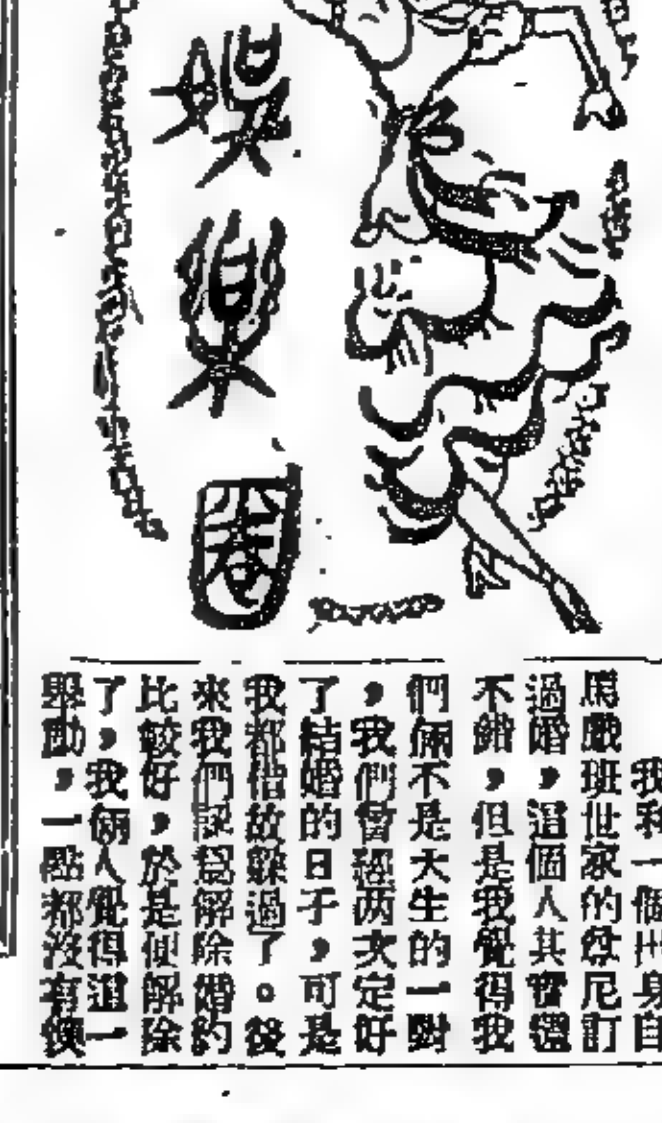 娛樂圈
我和一個出身自
馬戲班世家的尊尼訂
過婚，這個人其實還
不錯，但是我覺得我
們倆不是天生的一對
，我們曾經兩次定好
了結婚的日子，可是
我都借故躲過了。後
來我們認為解除婚約
比較好，於是便解除
了，我倆人覺得這一
舉動，一點都沒有懊